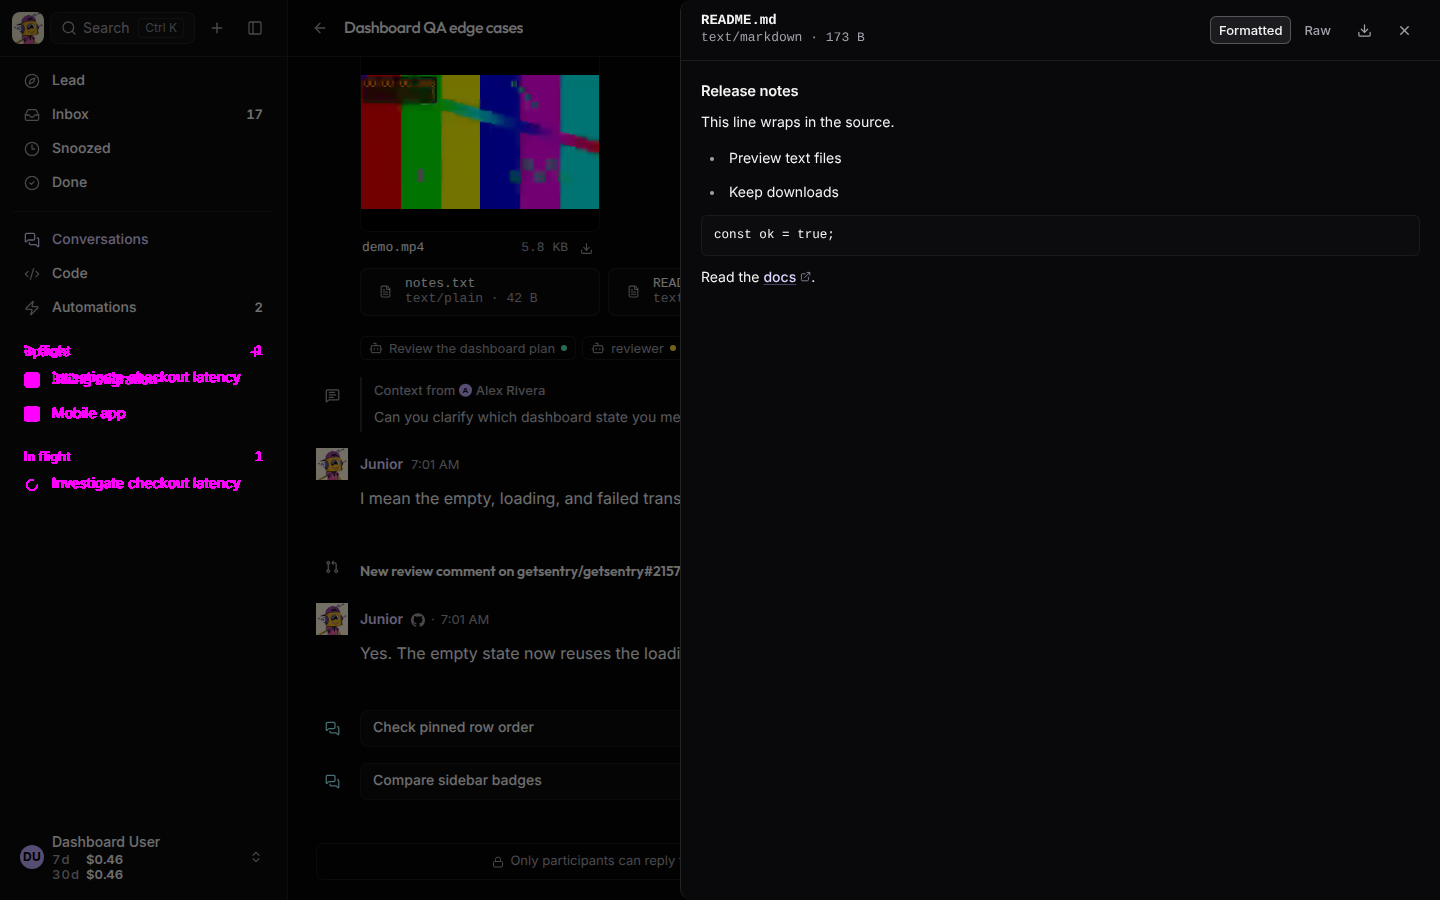 Search Ctrl K
Lead
Inbox 17
Snoozed
Done
Conversations
Code
Automations 2
Investigate checkout latency
Mobile app
In flight 1
Investigate checkout latency
Dashboard User
DU
7d $0.46
30d $0.46
Dashboard QA edge cases
demo.mp4 5.8 KB
notes.txt
text/plain · 42 B
READ
text
Review the dashboard plan
reviewer
Context from A Alex Rivera
Can you clarify which dashboard state you me
Junior 7:01 AM
I mean the empty, loading, and failed trans
New review comment on getsentry/getsentry#2157
Junior · 7:01 AM
Yes. The empty state now reuses the loadi
Check pinned row order
Compare sidebar badges
Only participants can reply
README.md
text/markdown · 173 B
Formatted Raw
Release notes
This line wraps in the source.
• Preview text files
• Keep downloads
const ok = true;
Read the docs.